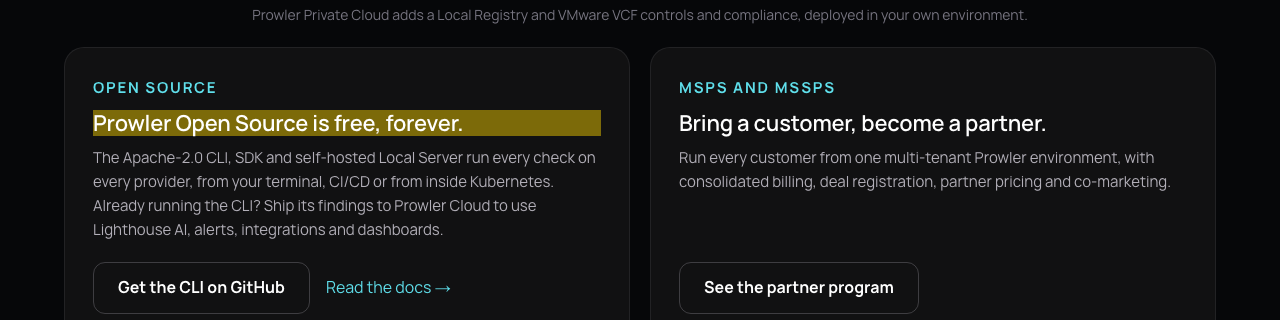 Prowler Private Cloud adds a Local Registry and VMware VCF controls and compliance, deployed in your own environment.
OPEN SOURCE
Prowler Open Source is free, forever.
The Apache-2.0 CLI, SDK and self-hosted Local Server run every check on
every provider, from your terminal, CI/CD or from inside Kubernetes.
Already running the CLI? Ship its findings to Prowler Cloud to use
Lighthouse AI, alerts, integrations and dashboards.
Get the CLI on GitHub
Read the docs →
MSPS AND MSSPS
Bring a customer, become a partner.
Run every customer from one multi-tenant Prowler environment, with
consolidated billing, deal registration, partner pricing and co-marketing.
See the partner program